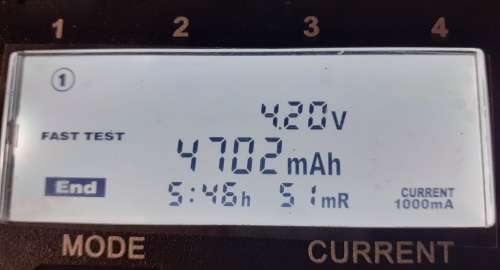 1 2 3 4
1
4.20V
FAST TEST
4702mAh
End 5:46h 51mR CURRENT
1000mA
MODE CURRENT